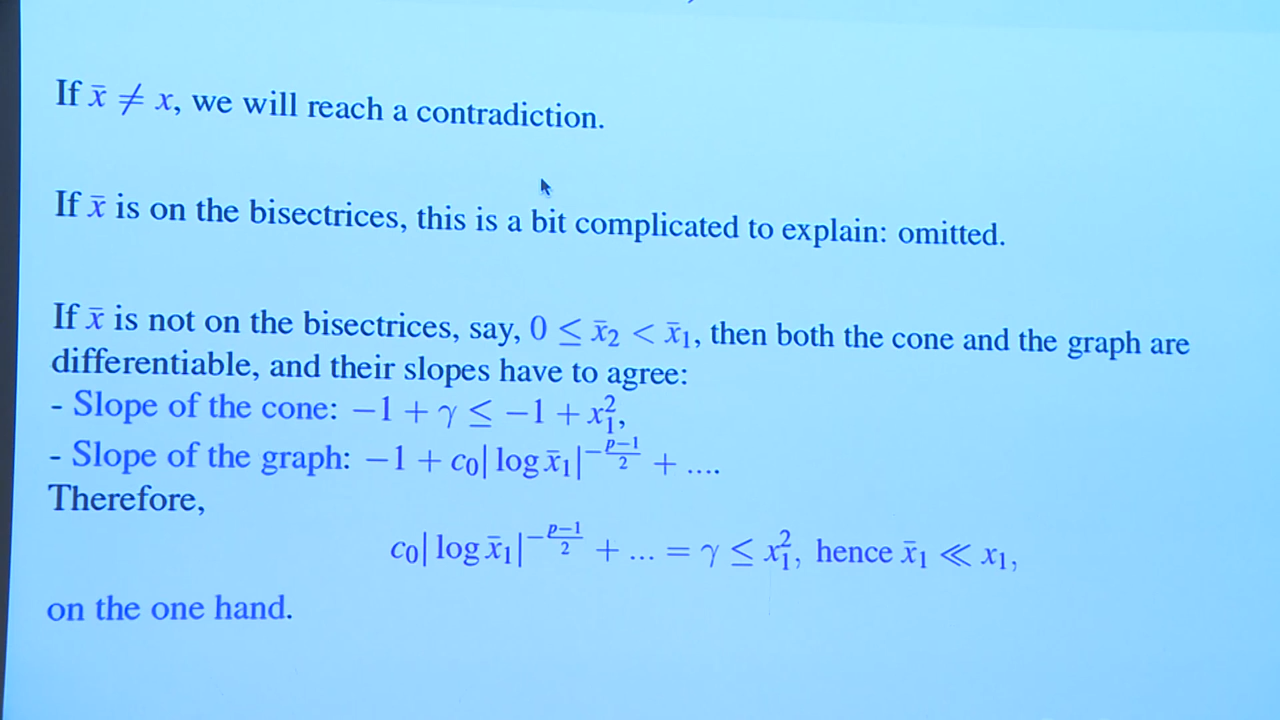 If x̄ ≠ x, we will reach a contradiction.
If x̄ is on the bisectrices, this is a bit complicated to explain: omitted.
If x̄ is not on the bisectrices, say, 0 ≤ x̄₂ < x̄₁, then both the cone and the graph are
differentiable, and their slopes have to agree:
- Slope of the cone: −1 + γ ≤ −1 + x₁²,
- Slope of the graph: −1 + c₀| log x̄₁|^{−\frac{p−1}{2}} + ....
Therefore,
c₀| log x̄₁|^{−\frac{p−1}{2}} + ... = γ ≤ x₁², hence x̄₁ ≪ x₁,
on the one hand.